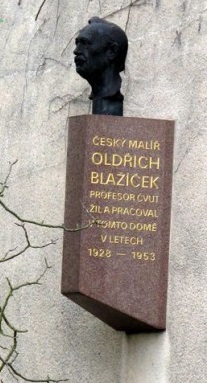 ČESKÝ MALÍŘ
OLDŘICH
BLAŽÍČEK
PROFESOR ČVUT
ŽIL A PRACOVAL
V TOMTO DOMĚ
V LETECH
1928 — 1953